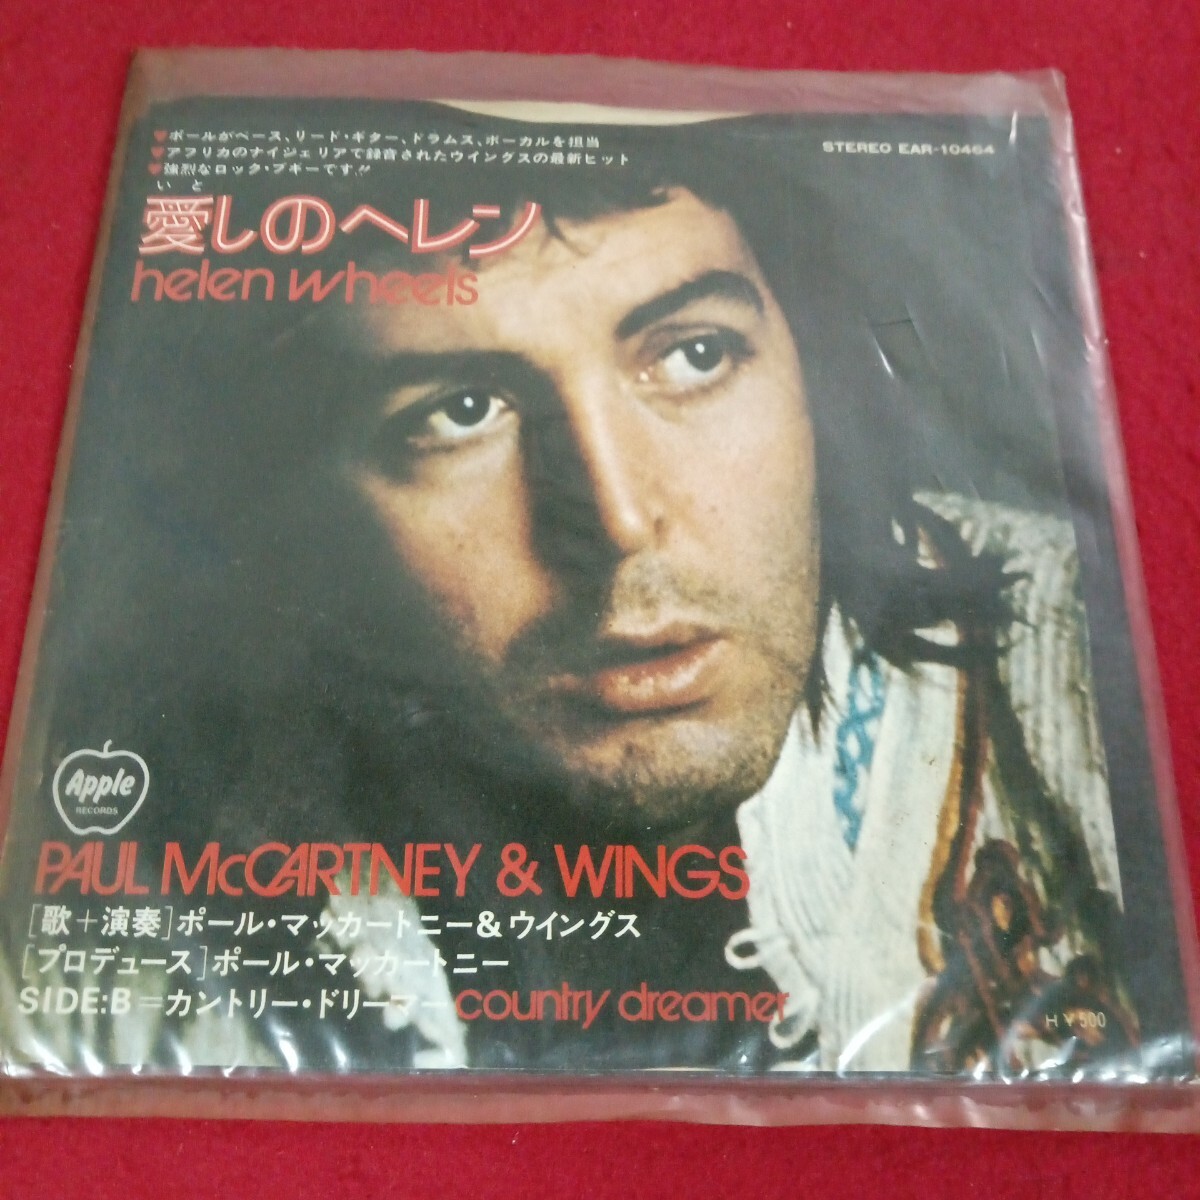 ♥ポールがベース、リード・ギター、ドラムス、ボーカルを担当
♥アフリカのナイジェリアで録音されたウイングスの最新ヒット
♥強烈なロック・ブギーです!!
STEREO EAR-10464
いと
愛しのヘレン
helen wheels
Apple
RECORDS
PAUL McCARTNEY & WINGS
[歌+演奏]ポール・マッカートニー&ウイングス
[プロデュース]ポール・マッカートニー
SIDE:B=カントリー・ドリーマー country dreamer
H ¥500